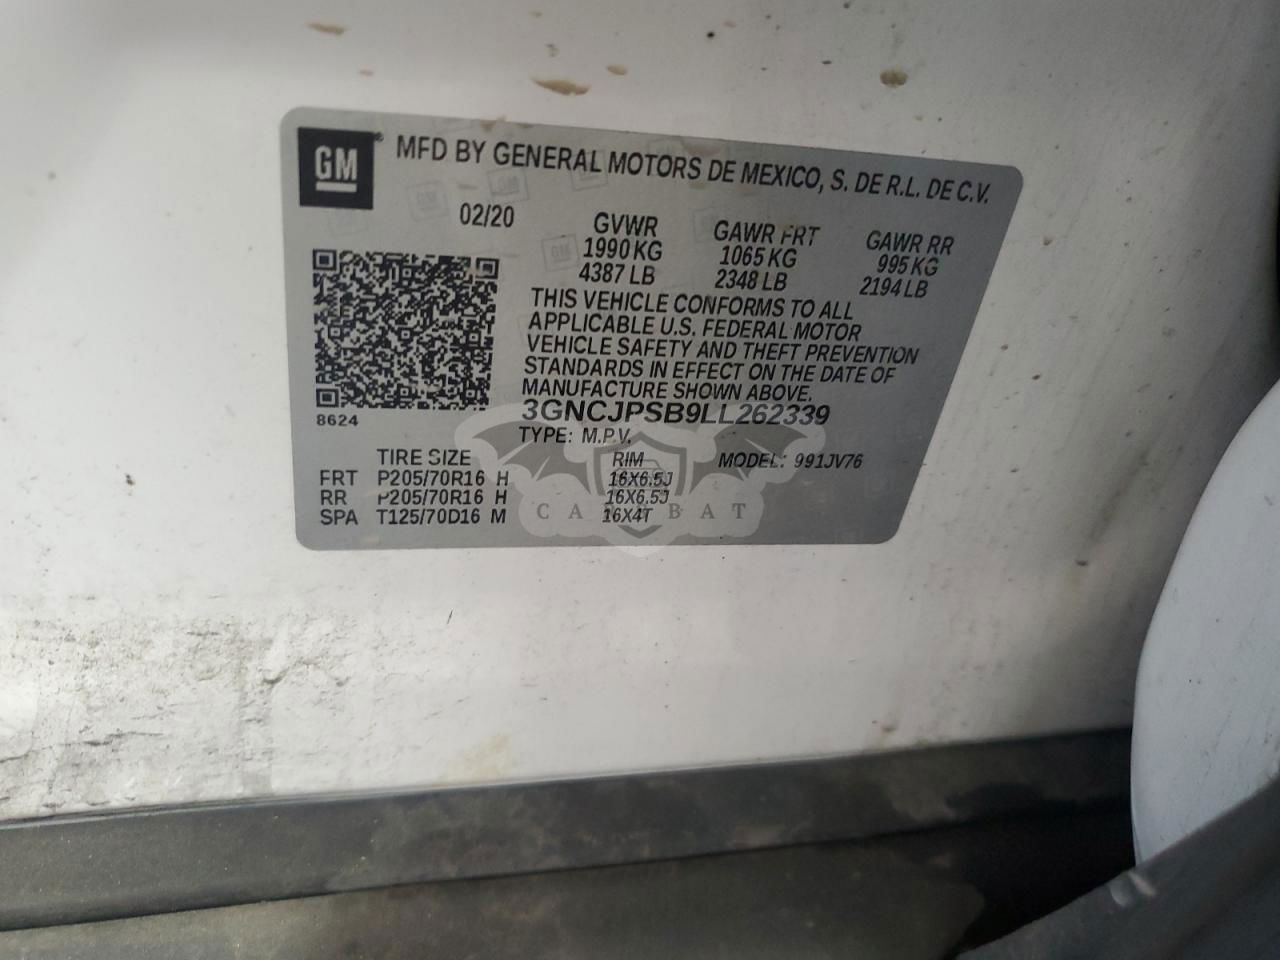 GM
MFD BY GENERAL MOTORS DE MEXICO, S. DE R.L. DE C.V.
02/20
GVWR GAWR FRT GAWR RR
1990 KG 1065 KG 995 KG
4387 LB 2348 LB 2194 LB
THIS VEHICLE CONFORMS TO ALL
APPLICABLE U.S. FEDERAL MOTOR
VEHICLE SAFETY AND THEFT PREVENTION
STANDARDS IN EFFECT ON THE DATE OF
MANUFACTURE SHOWN ABOVE.
3GNCJPSB9LL262339
8624
TYPE: M.P.V. MODEL: 991JV76
TIRE SIZE RIM
FRT P205/70R16 H 16X6.5J
RR P205/70R16 H 16X6.5J
SPA T125/70D16 M 16X4T
CARBAT